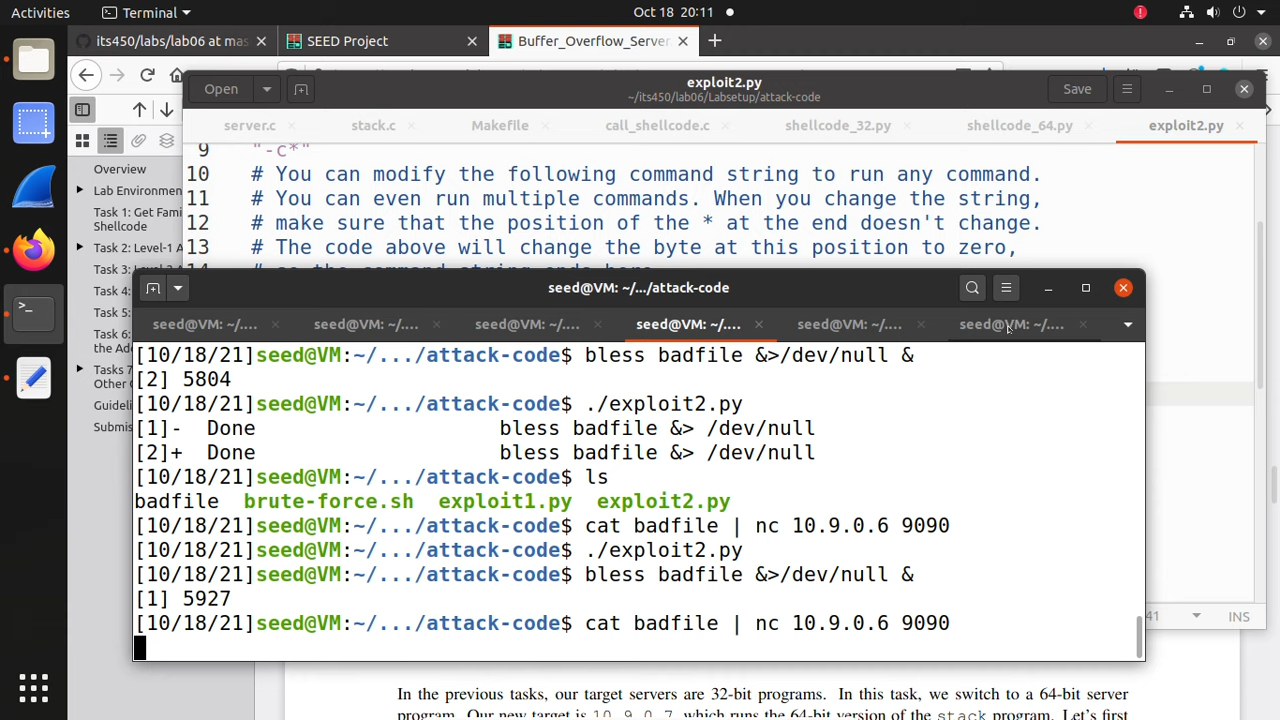 Activities Terminal Oct 18 20:11
its450/labs/lab06 at mas SEED Project Buffer_Overflow_Server
exploit2.py
~/its450/lab06/Labsetup/attack-code
Open Save
server.c stack.c Makefile call_shellcode.c shellcode_32.py shellcode_64.py exploit2.py
9 "-c*"
10 # You can modify the following command string to run any command.
11 # You can even run multiple commands. When you change the string,
12 # make sure that the position of the * at the end doesn't change.
13 # The code above will change the byte at this position to zero,
Overview
Lab Environmen
Task 1: Get Fami
Shellcode
Task 2: Level-1 A
Task 3:
Task 4:
Task 5:
Task 6:
the Add
Tasks 7
Other C
Guideli
Submis
seed@VM: ~/.../attack-code
seed@VM: ~/.... seed@VM: ~/.... seed@VM: ~/.... seed@VM: ~/.... seed@VM: ~/.... seed@VM: ~/....
[10/18/21]seed@VM:~/.../attack-code$ bless badfile &>/dev/null &
[2] 5804
[10/18/21]seed@VM:~/.../attack-code$ ./exploit2.py
[1]- Done bless badfile &> /dev/null
[2]+ Done bless badfile &> /dev/null
[10/18/21]seed@VM:~/.../attack-code$ ls
badfile brute-force.sh exploit1.py exploit2.py
[10/18/21]seed@VM:~/.../attack-code$ cat badfile | nc 10.9.0.6 9090
[10/18/21]seed@VM:~/.../attack-code$ ./exploit2.py
[10/18/21]seed@VM:~/.../attack-code$ bless badfile &>/dev/null &
[1] 5927
[10/18/21]seed@VM:~/.../attack-code$ cat badfile | nc 10.9.0.6 9090
41 INS
In the previous tasks, our target servers are 32-bit programs. In this task, we switch to a 64-bit server
program. Our new target is 10.9.0.7, which runs the 64-bit version of the stack program. Let's first